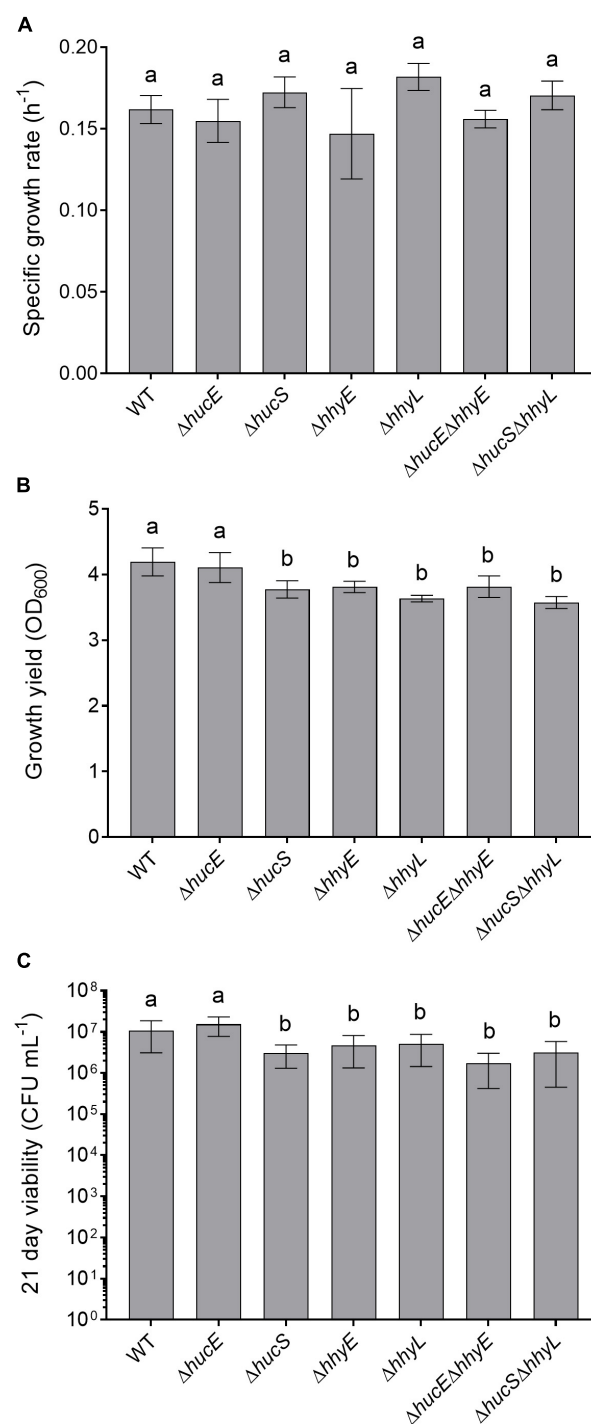 A
Specific growth rate (h⁻¹)
0.20
0.15
0.10
0.05
0.00
a a a a a a a
WT ΔhucE ΔhucS ΔhhyE ΔhhyL ΔhucEΔhhyE ΔhucSΔhhyL
B
Growth yield (OD₆₀₀)
5
4
3
2
1
0
a a b b b b b
WT ΔhucE ΔhucS ΔhhyE ΔhhyL ΔhucEΔhhyE ΔhucSΔhhyL
C
21 day viability (CFU mL⁻¹)
10⁸
10⁷
10⁶
10⁵
10⁴
10³
10²
10¹
10⁰
a a b b b b b
WT ΔhucE ΔhucS ΔhhyE ΔhhyL ΔhucEΔhhyE ΔhucSΔhhyL